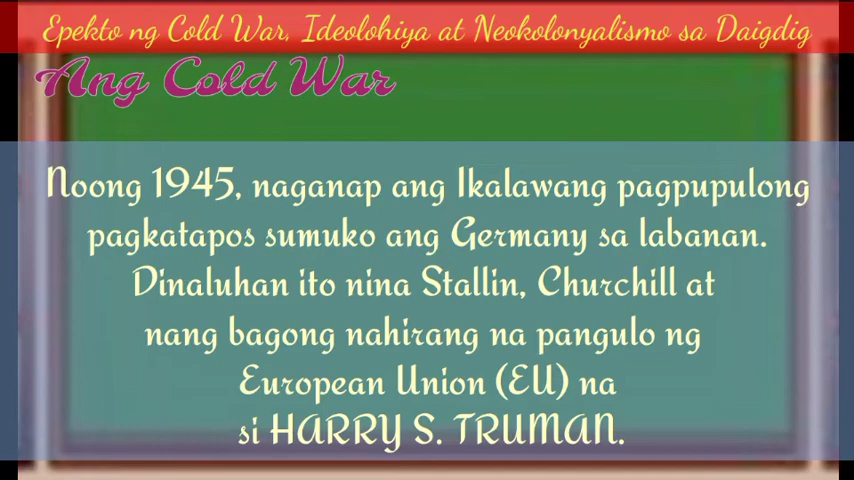 Epekto ng Cold War, Ideolohiya at Neokolonyalismo sa Daigdig
Ang Cold War
Noong 1945, naganap ang Ikalawang pagpupulong
pagkatapos sumuko ang Germany sa labanan.
Dinaluhan ito nina Stallin, Churchill at
nang bagong nahirang na pangulo ng
European Union (EU) na
si HARRY S. TRUMAN.